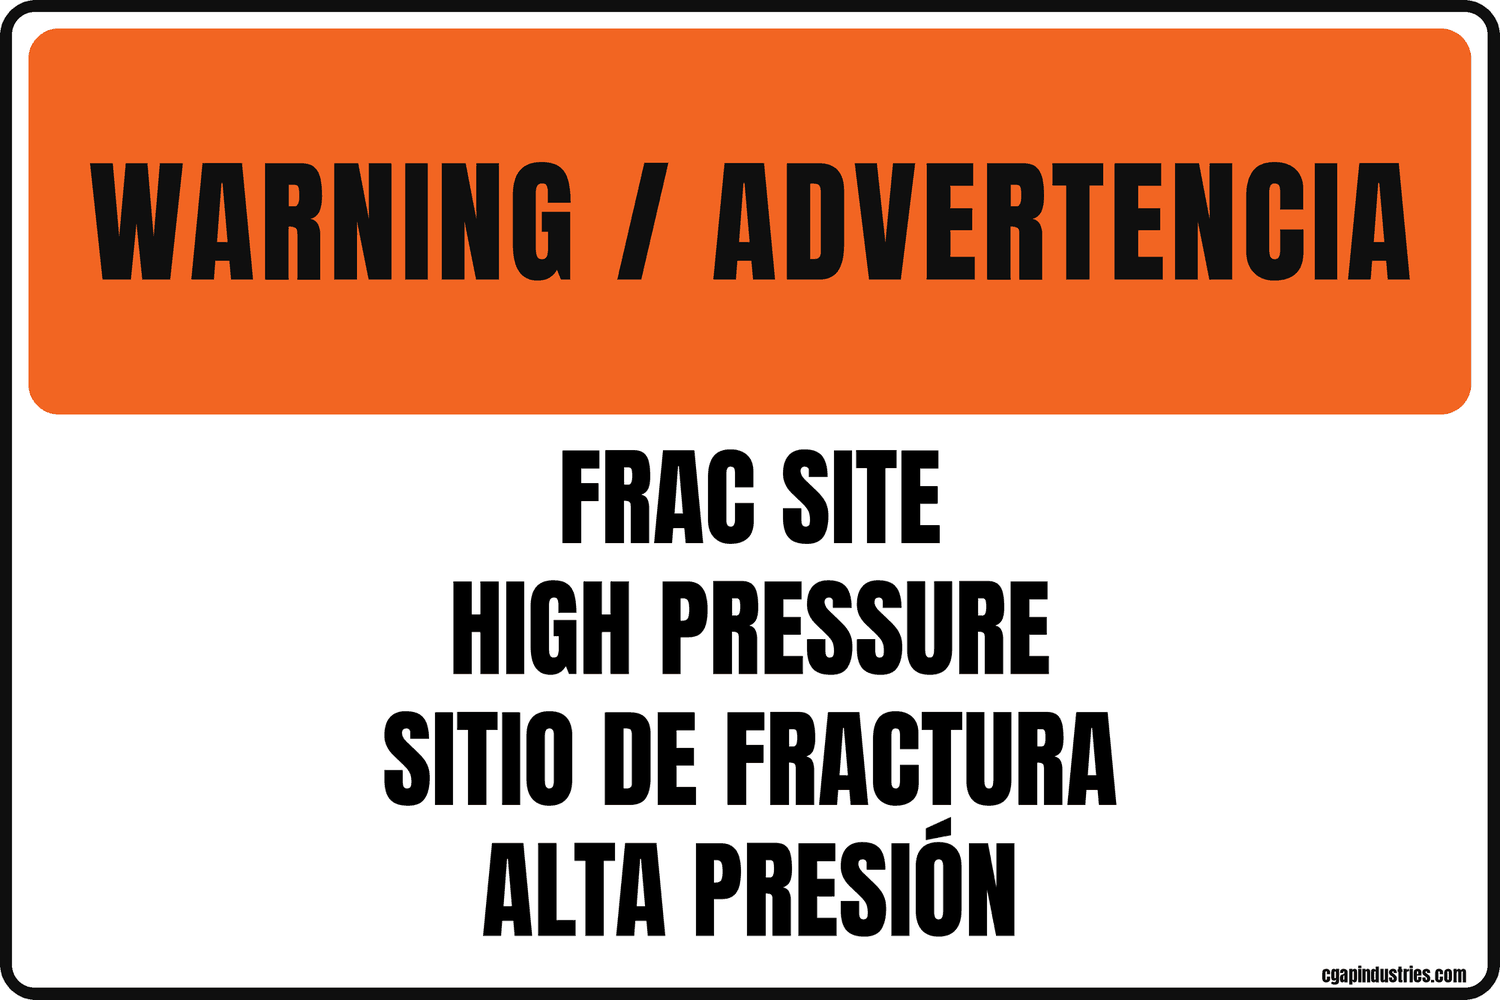 WARNING / ADVERTENCIA
FRAC SITE
HIGH PRESSURE
SITIO DE FRACTURA
ALTA PRESIÓN
cgapindustries.com